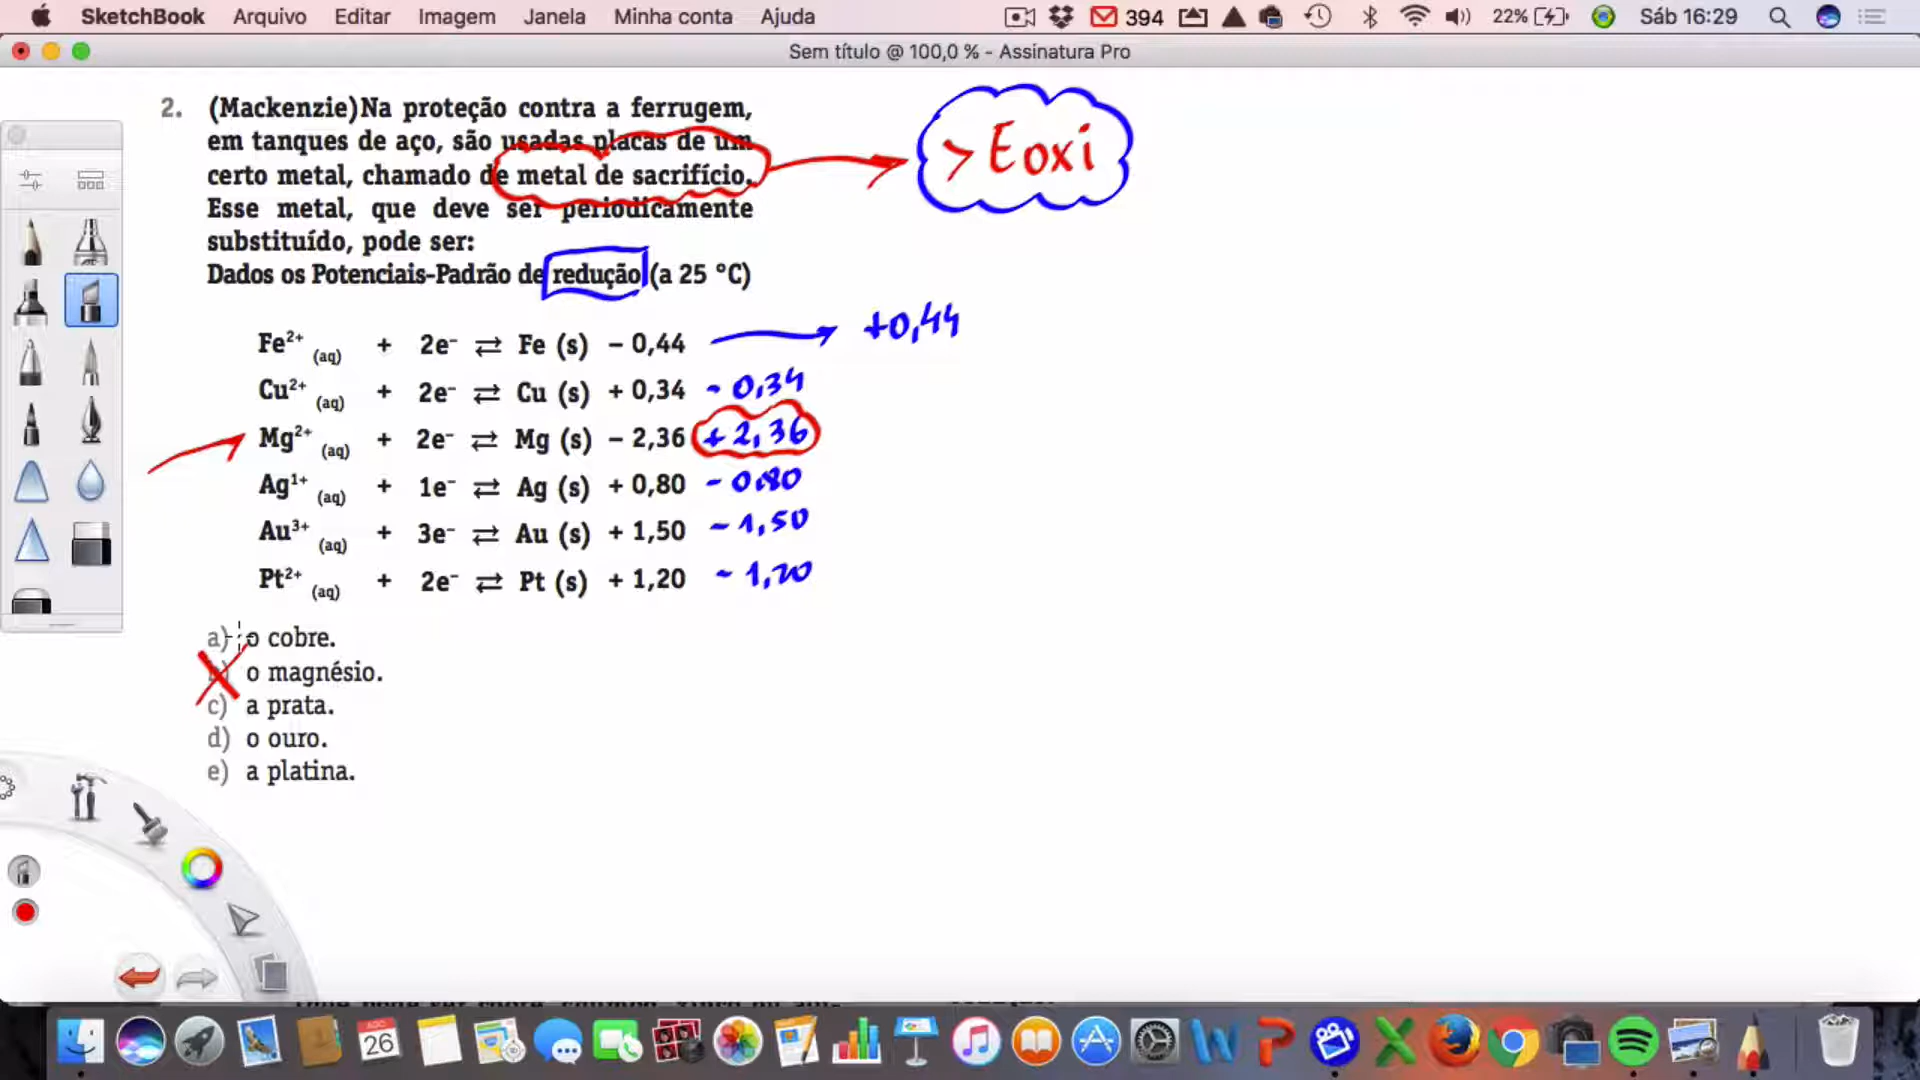 SketchBook Arquivo Editar Imagem Janela Minha conta Ajuda 394 22% Sáb 16:29
Sem título @ 100,0 % - Assinatura Pro
2. (Mackenzie)Na proteção contra a ferrugem,
em tanques de aço, são usadas placas de um
certo metal, chamado de metal de sacrifício.
Esse metal, que deve ser periodicamente
substituído, pode ser:
Dados os Potenciais-Padrão de redução (a 25 °C)
> Eoxi
Fe2+ (aq) + 2e− ⇄ Fe (s) − 0,44 +0,44
Cu2+ (aq) + 2e− ⇄ Cu (s) + 0,34 - 0,34
Mg2+ (aq) + 2e− ⇄ Mg (s) − 2,36 + 2,36
Ag1+ (aq) + 1e− ⇄ Ag (s) + 0,80 - 0,80
Au3+ (aq) + 3e− ⇄ Au (s) + 1,50 - 1,50
Pt2+ (aq) + 2e− ⇄ Pt (s) + 1,20 - 1,20
a) o cobre.
o magnésio.
c) a prata.
d) o ouro.
e) a platina.
AGO
26